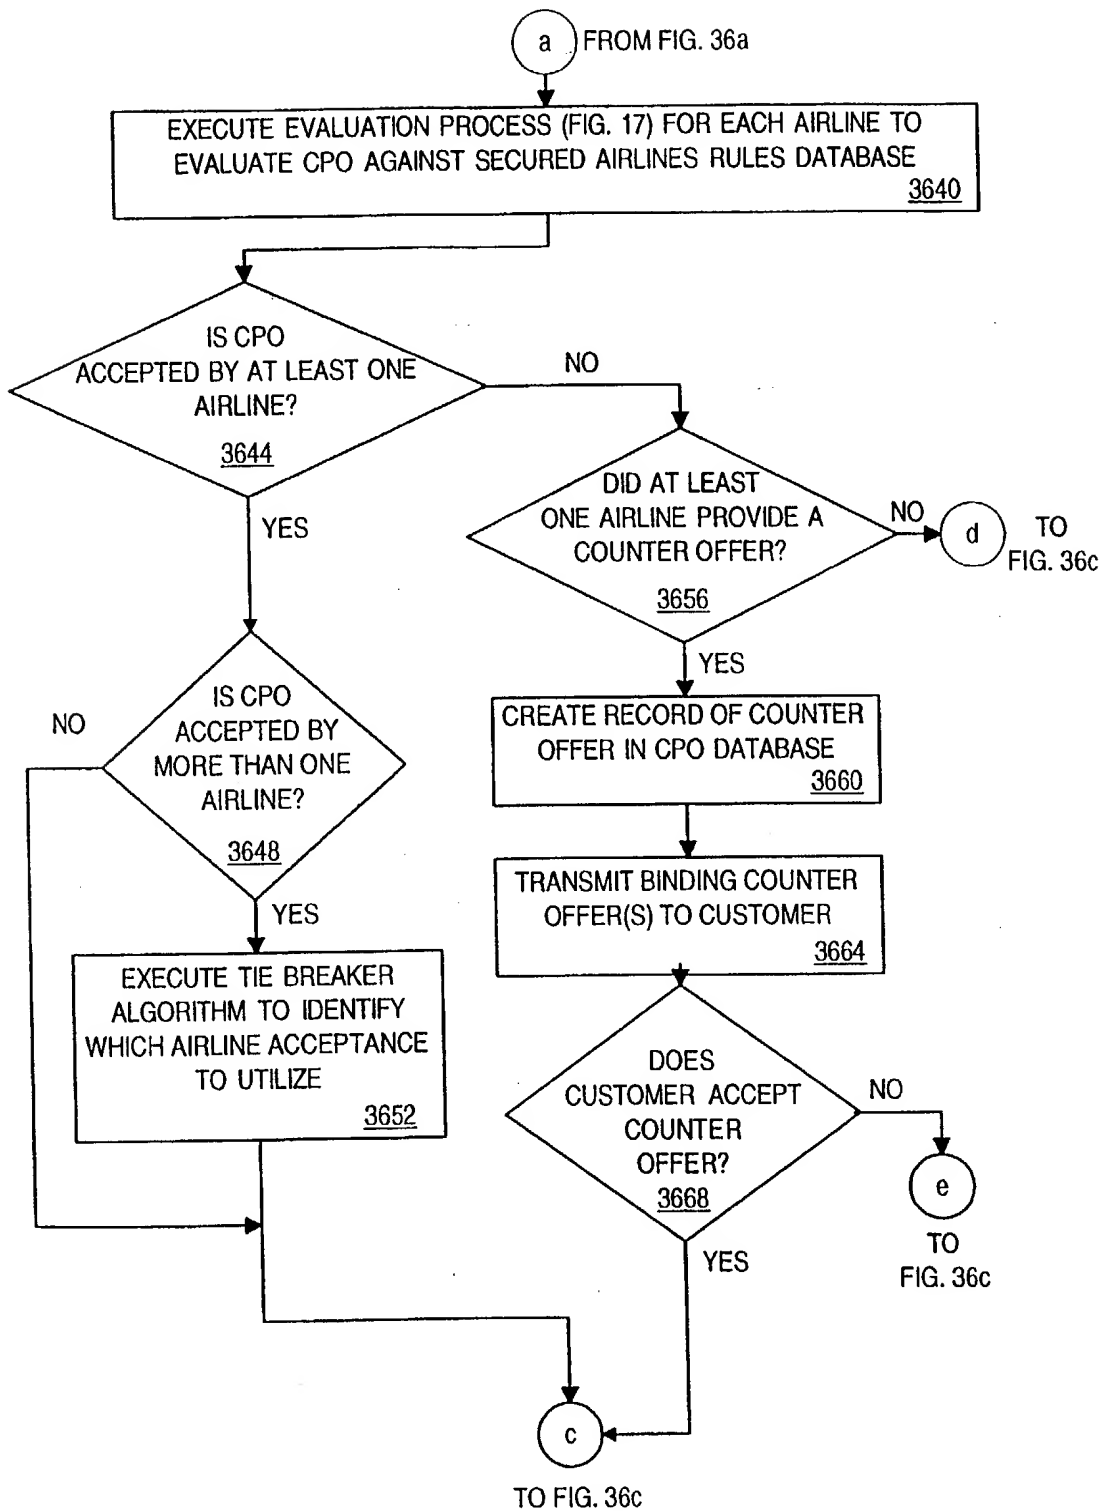 a FROM FIG. 36a
EXECUTE EVALUATION PROCESS (FIG. 17) FOR EACH AIRLINE TO
EVALUATE CPO AGAINST SECURED AIRLINES RULES DATABASE
3640
IS CPO
ACCEPTED BY AT LEAST ONE
AIRLINE?
3644
NO
YES
DID AT LEAST
ONE AIRLINE PROVIDE A
COUNTER OFFER?
3656
NO
d
TO
FIG. 36c
YES
IS CPO
ACCEPTED BY
MORE THAN ONE
AIRLINE?
3648
NO
YES
CREATE RECORD OF COUNTER
OFFER IN CPO DATABASE
3660
TRANSMIT BINDING COUNTER
OFFER(S) TO CUSTOMER
3664
EXECUTE TIE BREAKER
ALGORITHM TO IDENTIFY
WHICH AIRLINE ACCEPTANCE
TO UTILIZE
3652
DOES
CUSTOMER ACCEPT
COUNTER
OFFER?
3668
NO
e
TO
FIG. 36c
YES
c
TO FIG. 36c